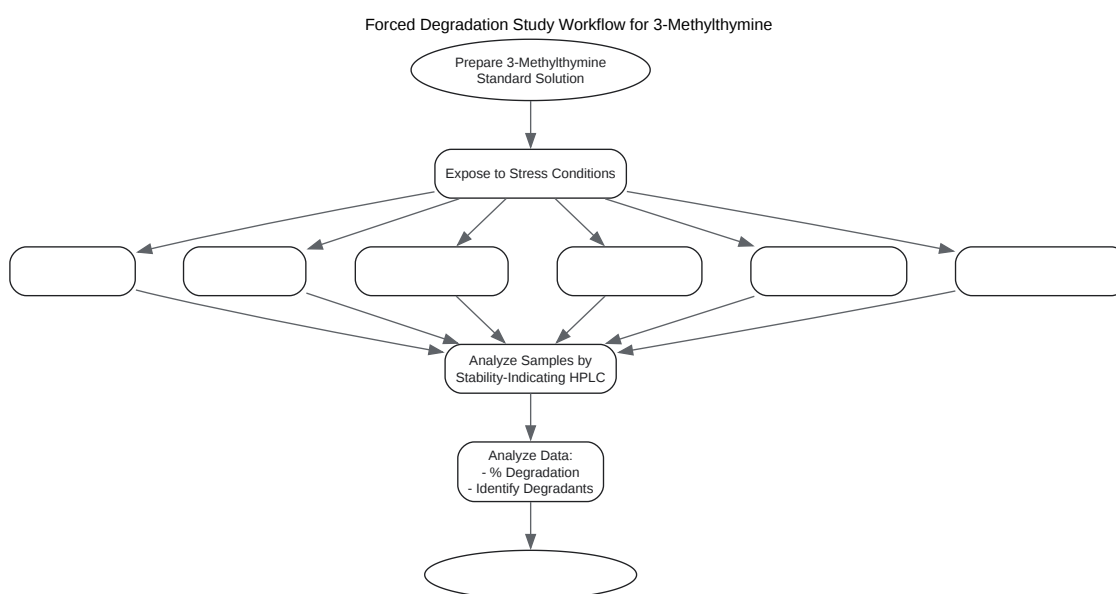 Forced Degradation Study Workflow for 3-Methylthymine
Prepare 3-Methylthymine
Standard Solution
Expose to Stress Conditions
Analyze Samples by
Stability-Indicating HPLC
Analyze Data:
- % Degradation
- Identify Degradants